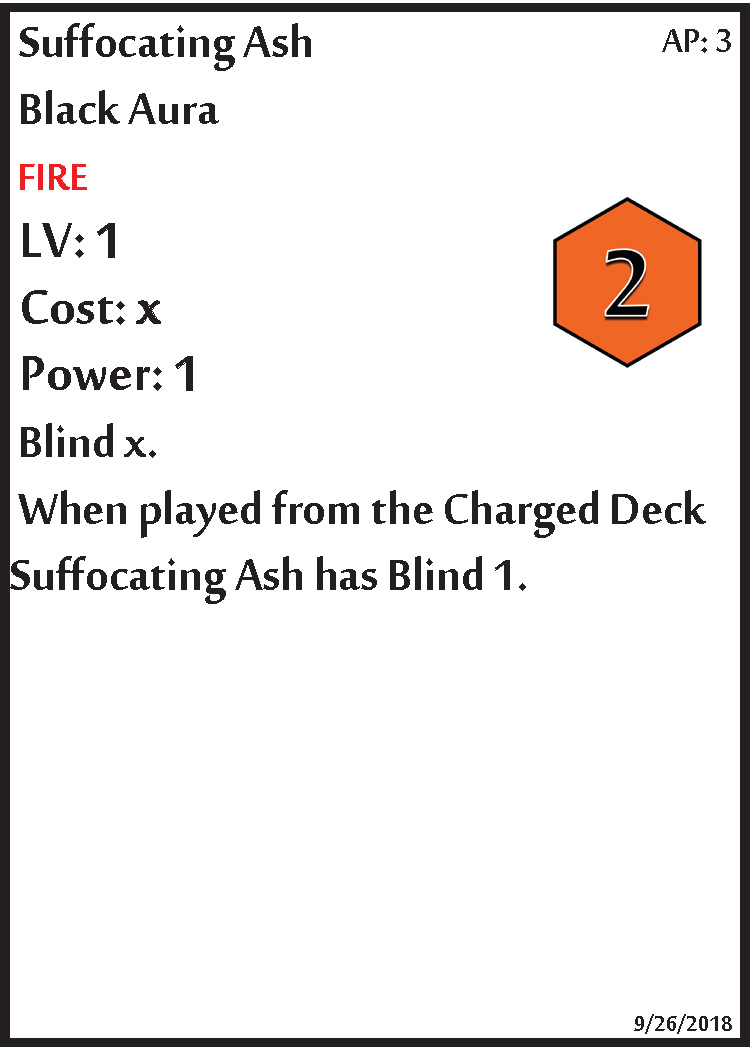 Suffocating Ash
AP: 3
Black Aura
FIRE
LV: 1
Cost: x
2
Power: 1
Blind x.
When played from the Charged Deck
Suffocating Ash has Blind 1.
9/26/2018